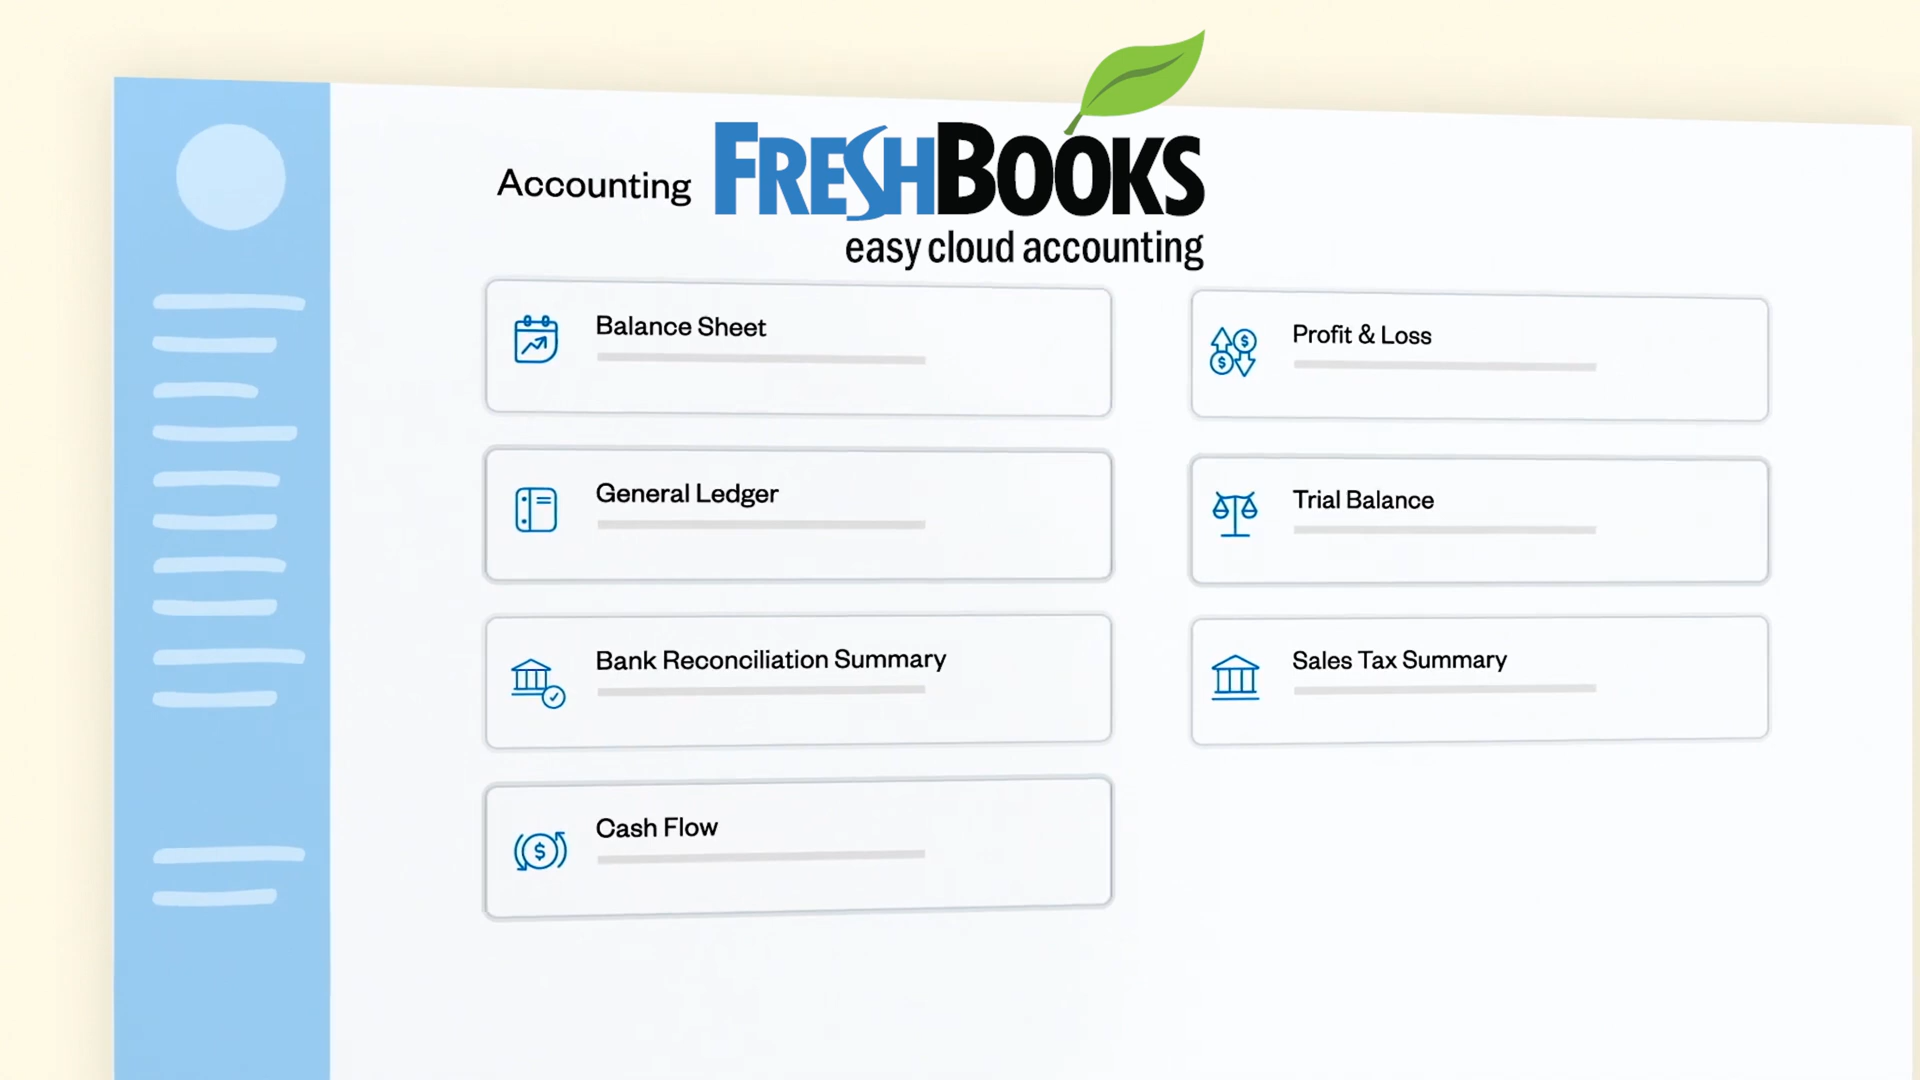 Accounting
FRESHBOOKS
easy cloud accounting
Balance Sheet
Profit & Loss
General Ledger
Trial Balance
Bank Reconciliation Summary
Sales Tax Summary
Cash Flow